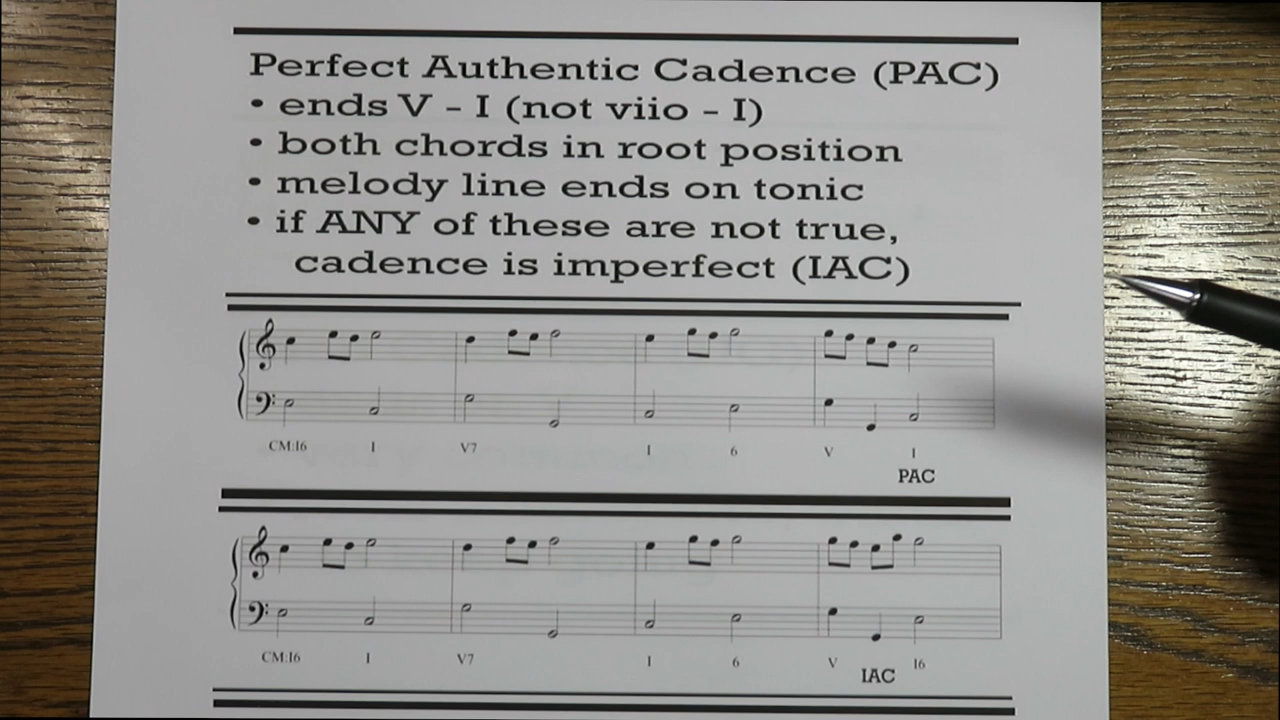 Perfect Authentic Cadence (PAC)
• ends V - I (not viio - I)
• both chords in root position
• melody line ends on tonic
• if ANY of these are not true,
cadence is imperfect (IAC)
CM:I6 I V7 I 6 V I
PAC
CM:I6 I V7 I 6 V I6
IAC